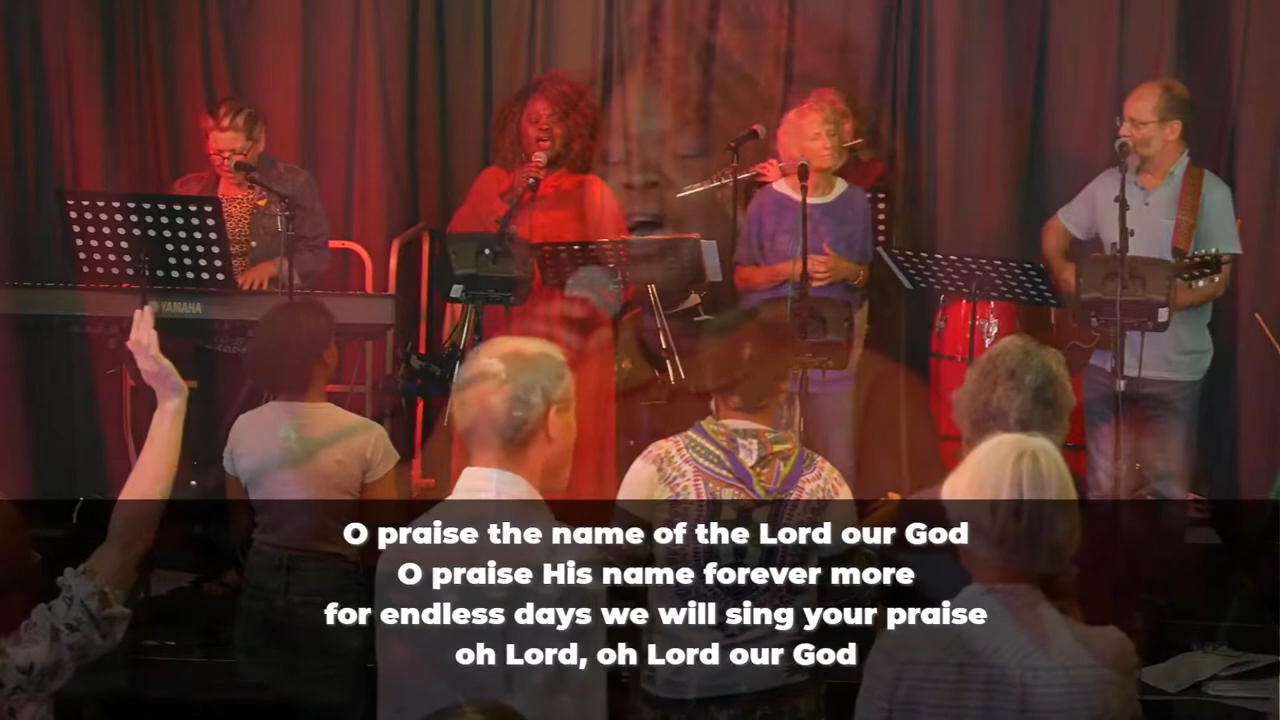 YAMAHA
O praise the name of the Lord our God
O praise His name forever more
for endless days we will sing your praise
oh Lord, oh Lord our God